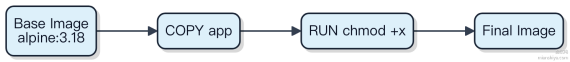 Base Image
alpine:3.18
COPY app
RUN chmod +x
Final Image